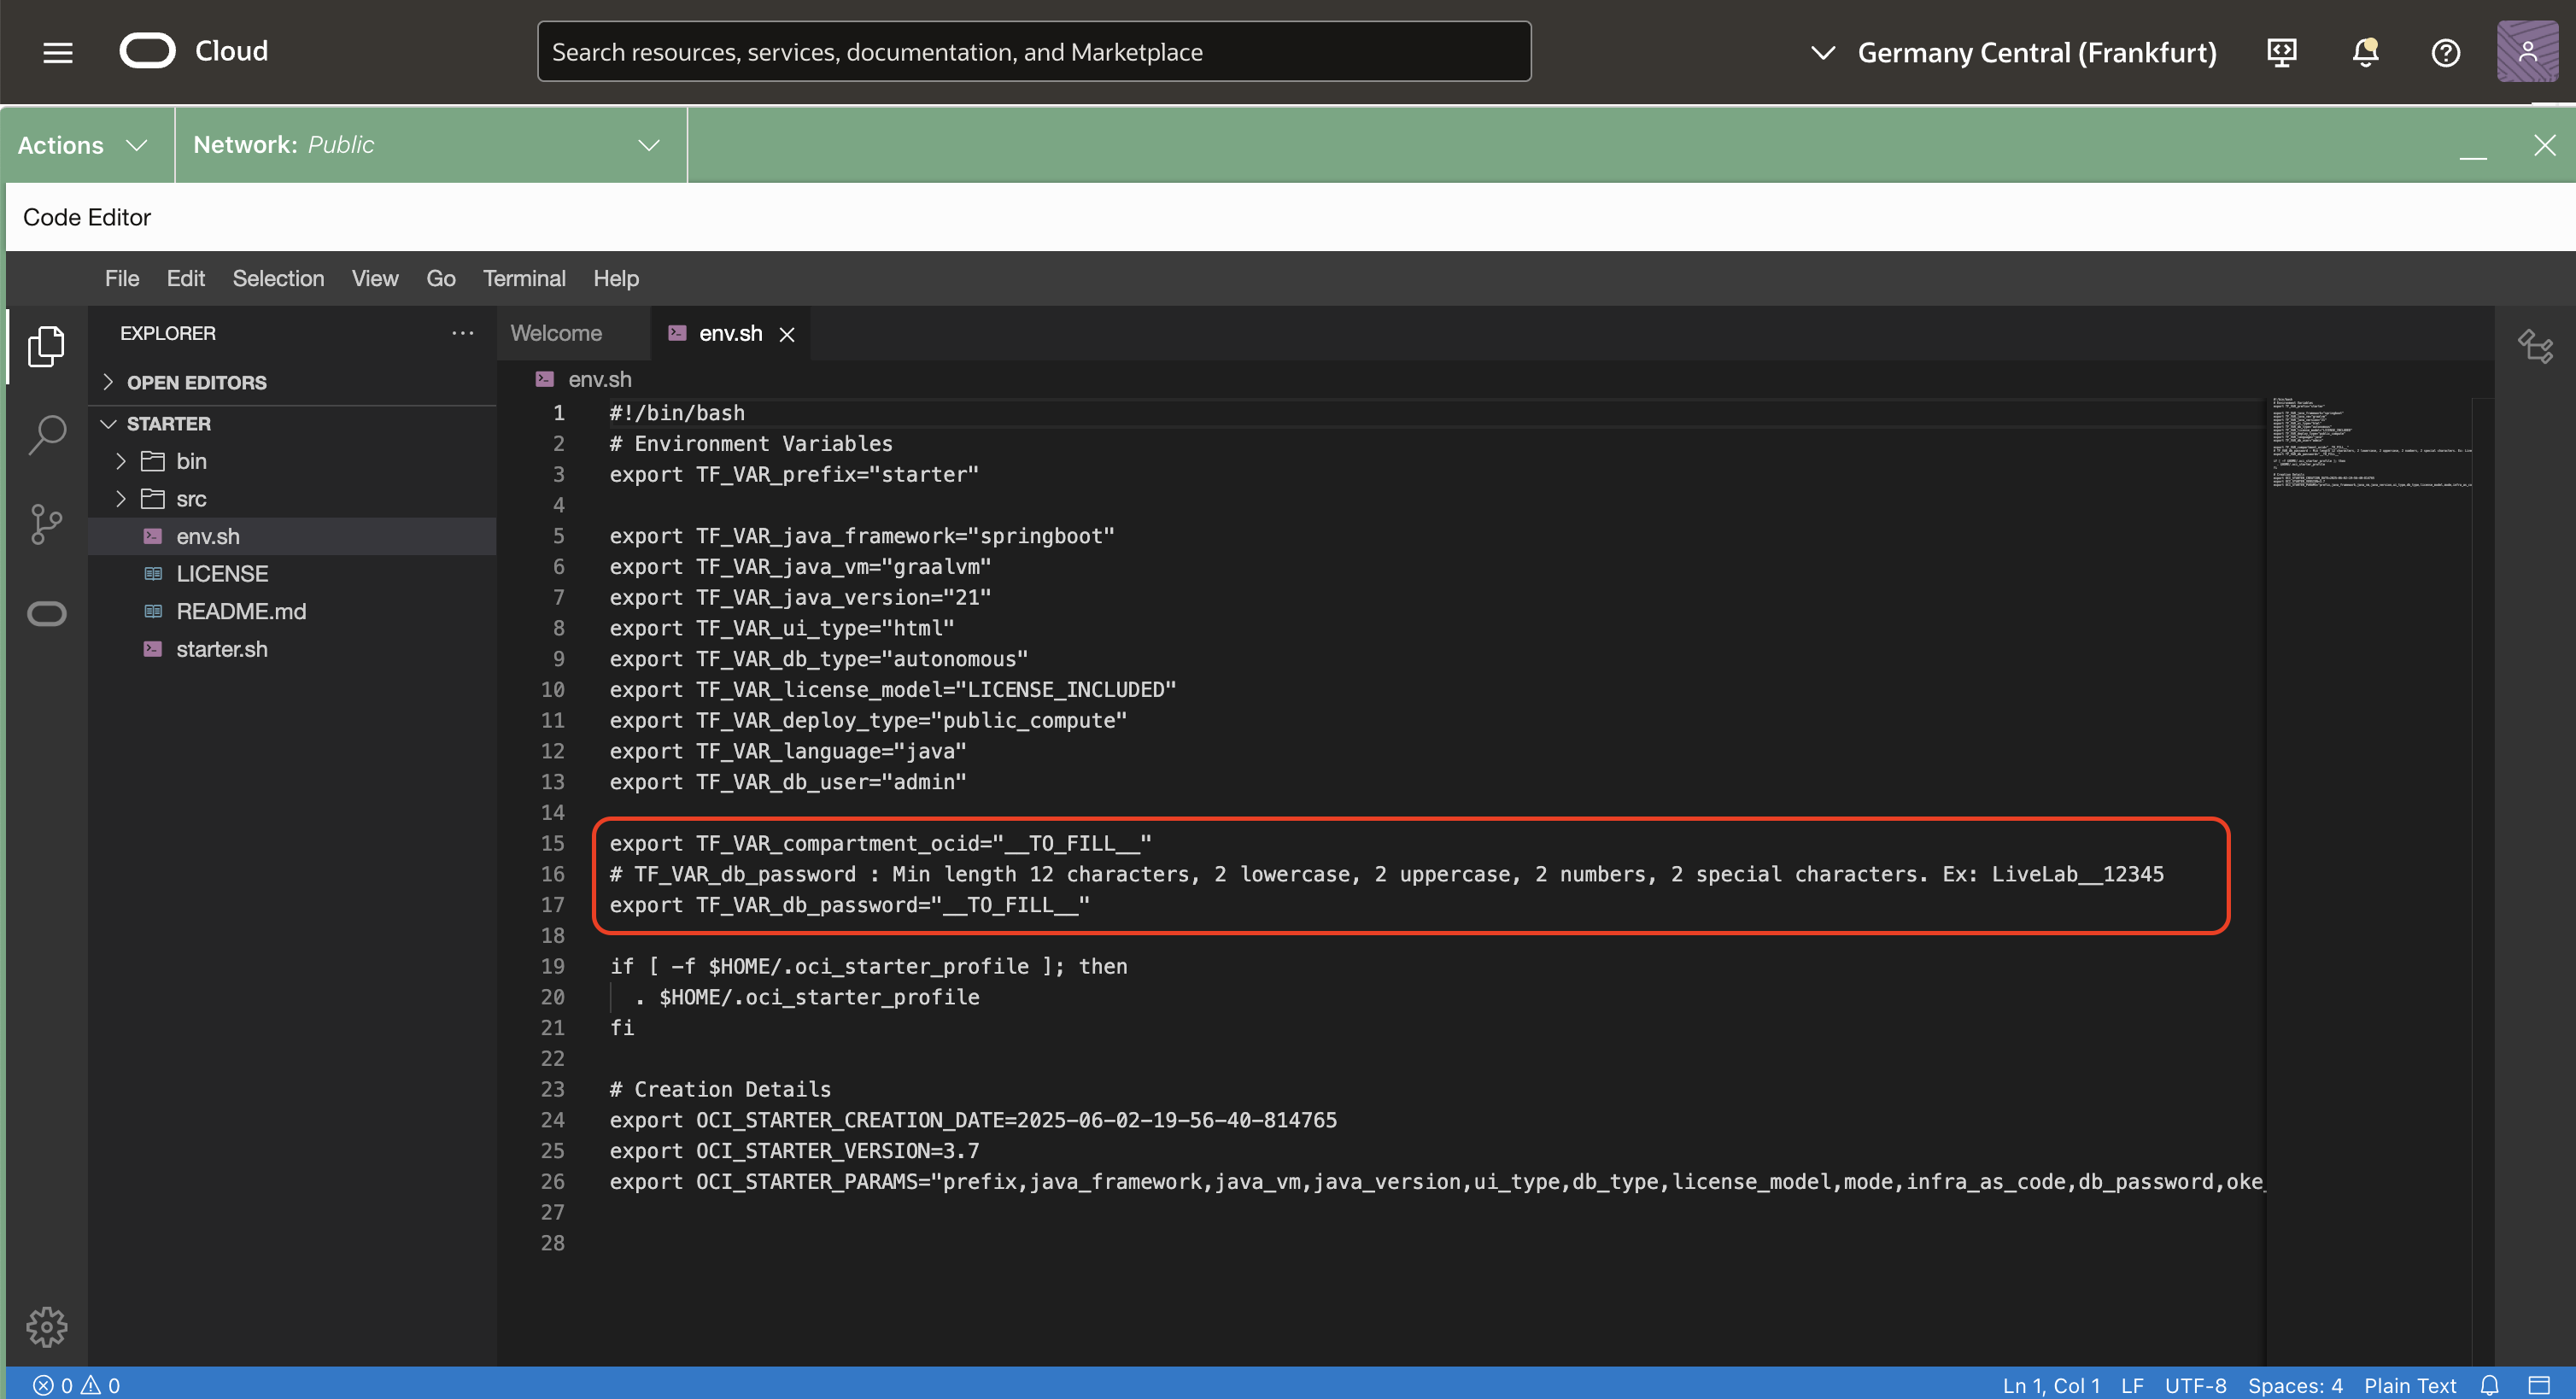 Cloud
Search resources, services, documentation, and Marketplace
Germany Central (Frankfurt)
Actions
Network: Public
Code Editor
File Edit Selection View Go Terminal Help
EXPLORER
OPEN EDITORS
STARTER
bin
src
env.sh
LICENSE
README.md
starter.sh
Welcome
env.sh
env.sh
1 #!/bin/bash
2 # Environment Variables
3 export TF_VAR_prefix="starter"
4
5 export TF_VAR_java_framework="springboot"
6 export TF_VAR_java_vm="graalvm"
7 export TF_VAR_java_version="21"
8 export TF_VAR_ui_type="html"
9 export TF_VAR_db_type="autonomous"
10 export TF_VAR_license_model="LICENSE_INCLUDED"
11 export TF_VAR_deploy_type="public_compute"
12 export TF_VAR_language="java"
13 export TF_VAR_db_user="admin"
14
15 export TF_VAR_compartment_ocid="__TO_FILL__"
16 # TF_VAR_db_password : Min length 12 characters, 2 lowercase, 2 uppercase, 2 numbers, 2 special characters. Ex: LiveLab__12345
17 export TF_VAR_db_password="__TO_FILL__"
18
19 if [ -f $HOME/.oci_starter_profile ]; then
20 . $HOME/.oci_starter_profile
21 fi
22
23 # Creation Details
24 export OCI_STARTER_CREATION_DATE=2025-06-02-19-56-40-814765
25 export OCI_STARTER_VERSION=3.7
26 export OCI_STARTER_PARAMS="prefix,java_framework,java_vm,java_version,ui_type,db_type,license_model,mode,infra_as_code,db_password,oke_
27
28
0 0
Ln 1, Col 1 LF UTF-8 Spaces: 4 Plain Text